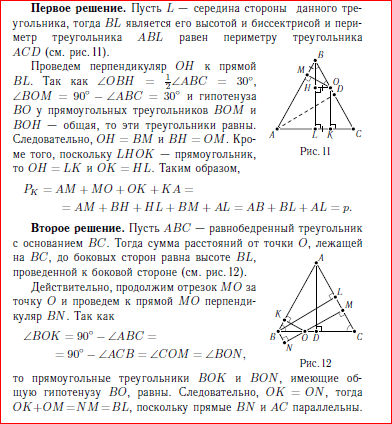 Первое решение. Пусть L — середина стороны данного тре-
угольника, тогда BL является его высотой и биссектрисой и пери-
метр треугольника ABL равен периметру треугольника
ACD (см. рис. 11).
Проведем перпендикуляр OH к прямой
BL. Так как ∠OBH = ½∠ABC = 30°,
∠BOM = 90° − ∠ABC = 30° и гипотенуза
BO у прямоугольных треугольников BOM и
BOH — общая, то эти треугольники равны.
Следовательно, OH = BM и BH = OM. Кро-
ме того, поскольку LHOK — прямоугольник,
то OH = LK и OK = HL. Таким образом,
B
M
H
O
D
A
L
K
C
Рис. 11
P_K = AM + MO + OK + KA =
= AM + BH + HL + BM + AL = AB + BL + AL = p.
Второе решение. Пусть ABC — равнобедренный треугольник
с основанием BC. Тогда сумма расстояний от точки O, лежащей
на BC, до боковых сторон равна высоте BL,
проведенной к боковой стороне (см. рис. 12).
Действительно, продолжим отрезок MO за
точку O и проведем к прямой MO перпенди-
куляр BN. Так как
∠BOK = 90° − ∠ABC =
= 90° − ∠ACB = ∠COM = ∠BON,
A
L
M
K
B
O
D
C
N
Рис. 12
то прямоугольные треугольники BOK и BON, имеющие об-
щую гипотенузу BO, равны. Следовательно, OK = ON, тогда
OK+OM=NM=BL, поскольку прямые BN и AC параллельны.